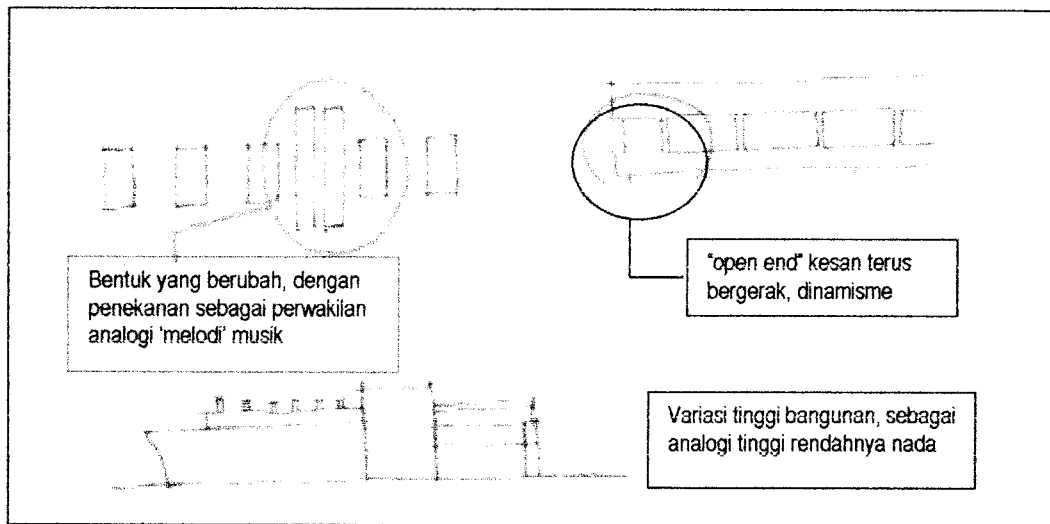 "open end" kesan terus
bergerak, dinamisme
Bentuk yang berubah, dengan
penekanan sebagai perwakilan
analogi 'melodi' musik
Variasi tinggi bangunan, sebagai
analogi tinggi rendahnya nada